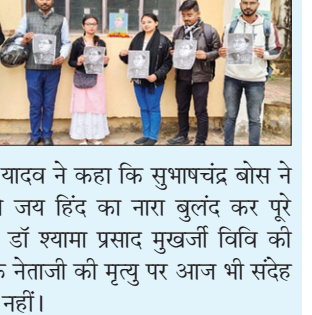 यादव ने कहा कि सुभाषचंद्र बोस ने
जय हिंद का नारा बुलंद कर पूरे
डॉ श्यामा प्रसाद मुखर्जी विवि की
नेताजी की मृत्यु पर आज भी संदेह
नहीं।